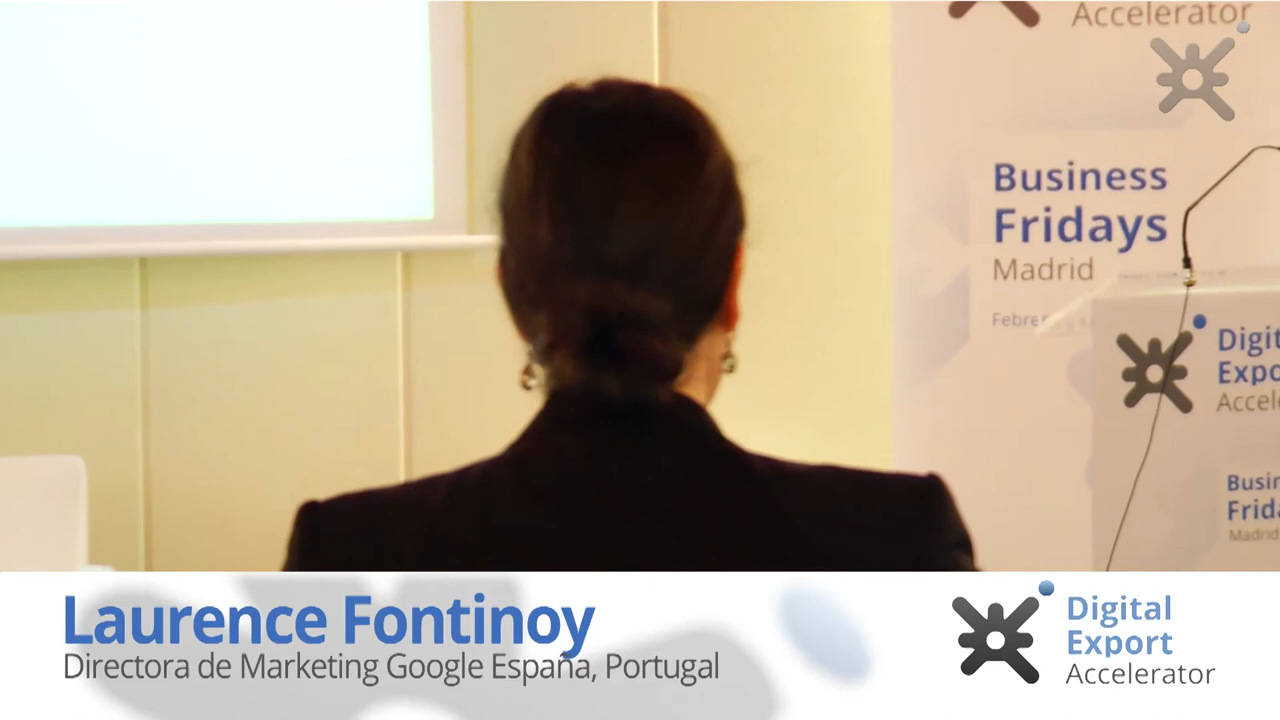 Accelerator
Business
Fridays
Madrid
Digit
Expo
Accel
Busin
Frida
Madrid
Laurence Fontinoy
Directora de Marketing Google España, Portugal
Digital
Export
Accelerator